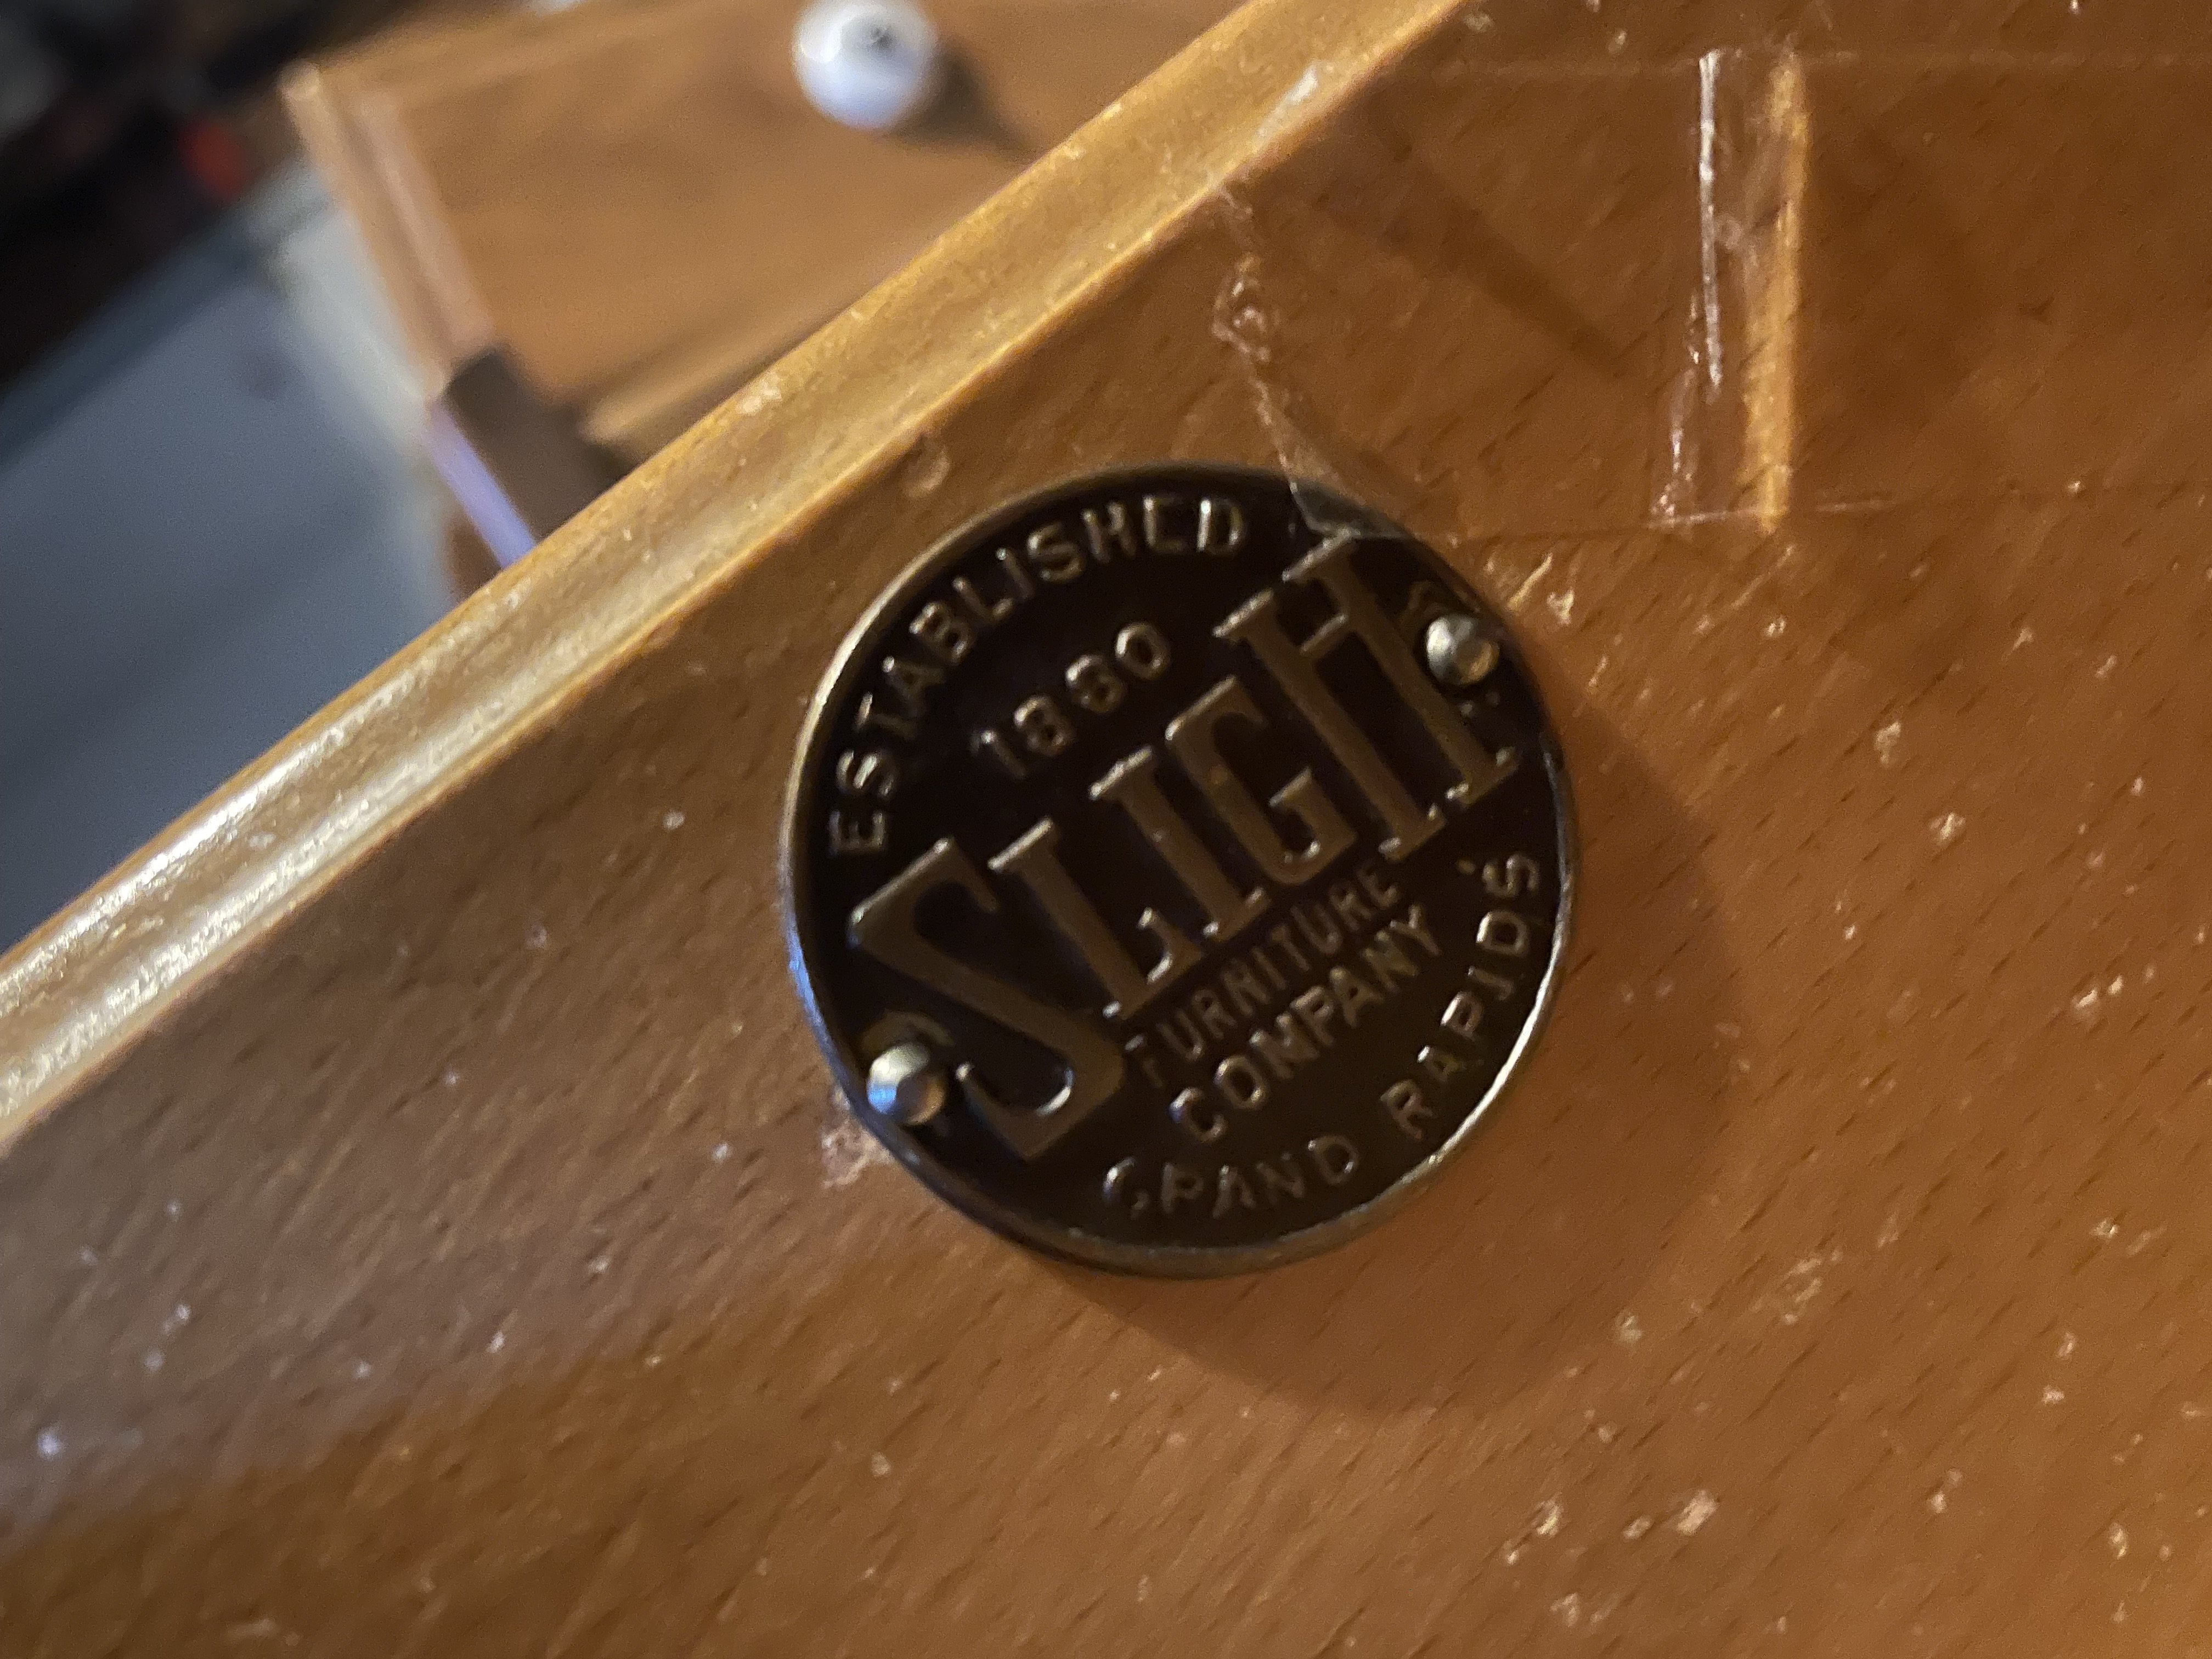 ESTABLISHED
1880
SLIGH
FURNITURE
COMPANY
GRAND RAPIDS